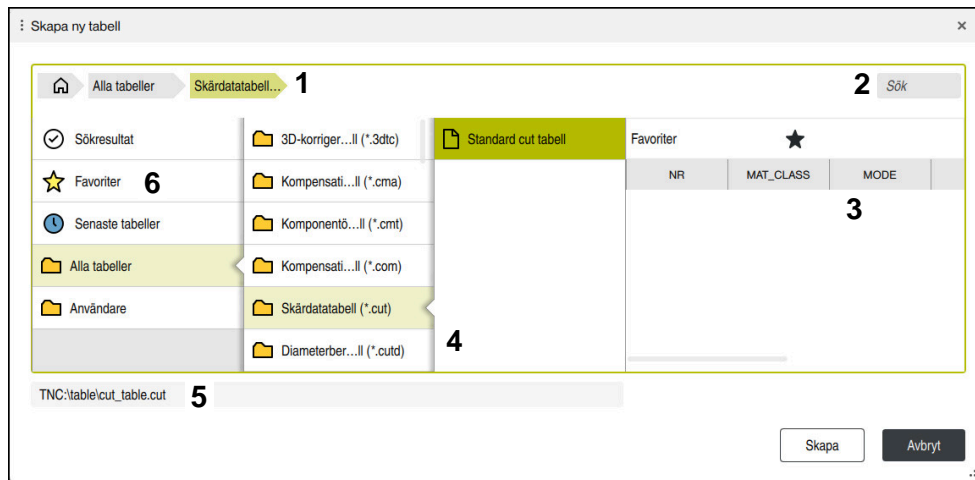 Skapa ny tabell
Alla tabeller
Skärdatatabell...
1
2
Sök
Sökresultat
3D-korriger...ll (*.3dtc)
Standard cut tabell
Favoriter
Favoriter
6
Kompensati...ll (*.cma)
NR
MAT_CLASS
MODE
3
Senaste tabeller
Komponentö...ll (*.cmt)
Alla tabeller
Kompensati...ll (*.com)
Användare
Skärdatatabell (*.cut)
4
Diameterber...ll (*.cutd)
TNC:\table\cut_table.cut
5
Skapa
Avbryt